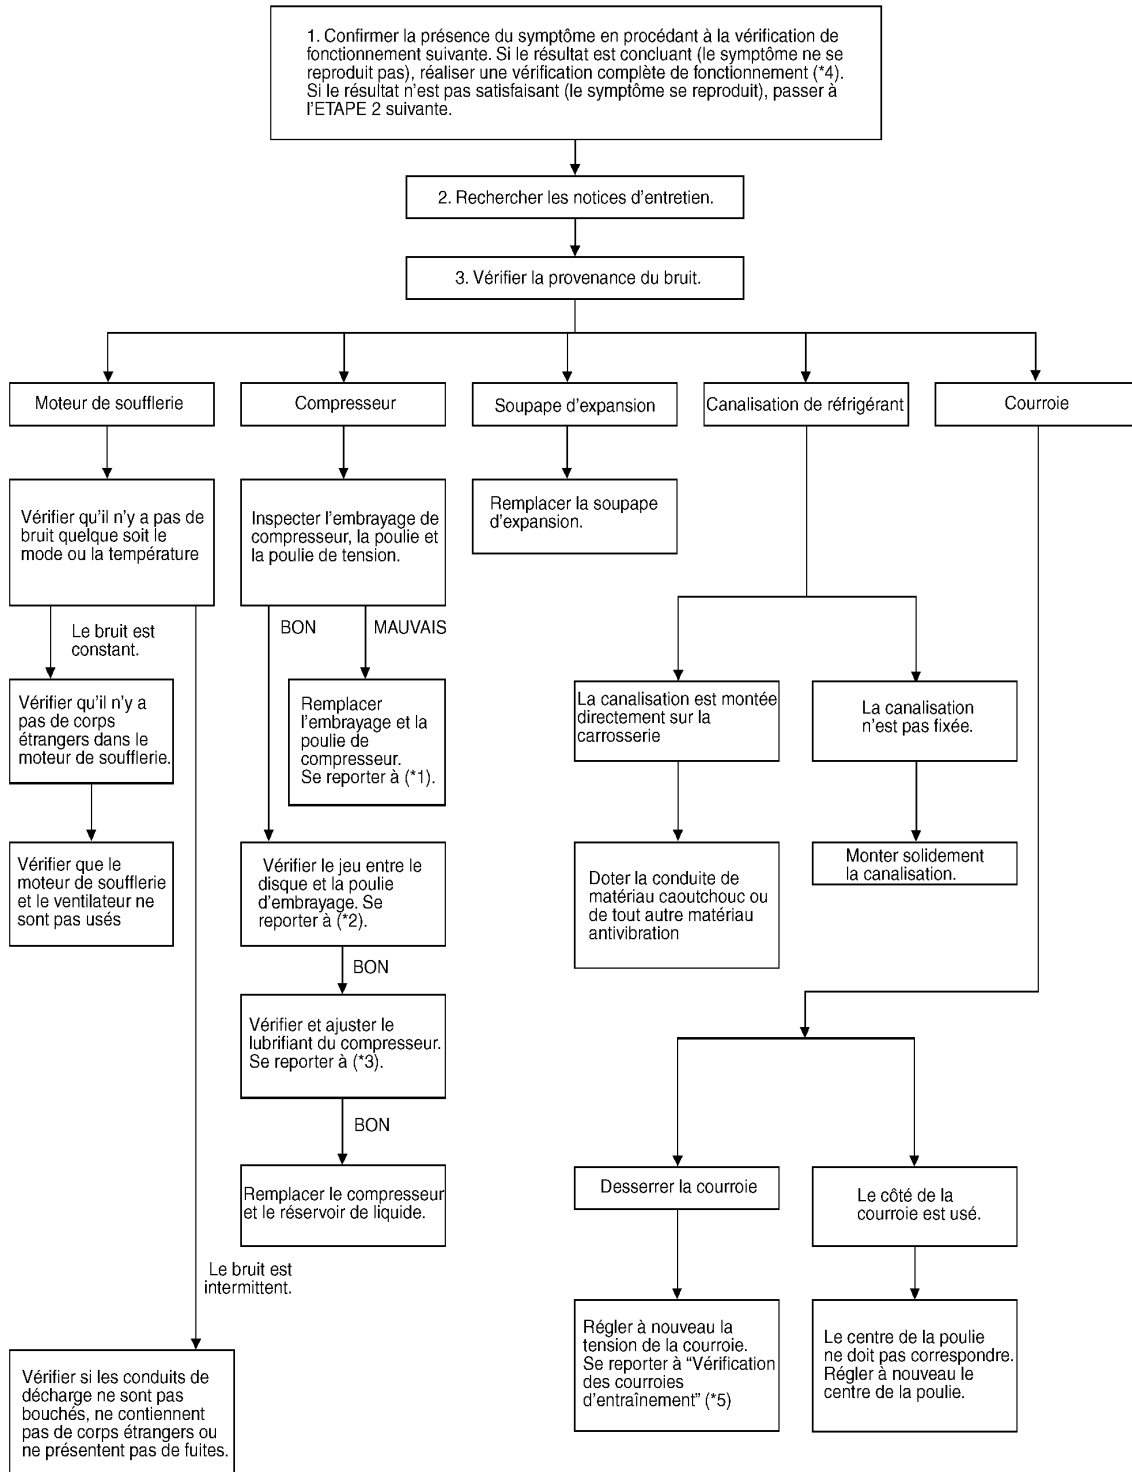 1. Confirmer la présence du symptôme en procédant à la vérification de
fonctionnement suivante. Si le résultat est concluant (le symptôme ne se
reproduit pas), réaliser une vérification complète de fonctionnement (*4).
Si le résultat n'est pas satisfaisant (le symptôme se reproduit), passer à
l'ETAPE 2 suivante.
2. Rechercher les notices d'entretien.
3. Vérifier la provenance du bruit.
Moteur de soufflerie
Compresseur
Soupape d'expansion
Canalisation de réfrigérant
Courroie
Vérifier qu'il n'y a pas de
bruit quelque soit le
mode ou la température
Inspecter l'embrayage de
compresseur, la poulie et
la poulie de tension.
Remplacer la soupape
d'expansion.
Le bruit est
constant.
BON
MAUVAIS
Vérifier qu'il n'y a
pas de corps
étrangers dans le
moteur de soufflerie.
Remplacer
l'embrayage et la
poulie de
compresseur.
Se reporter à (*1).
La canalisation est montée
directement sur la
carrosserie
La canalisation
n'est pas fixée.
Vérifier que le
moteur de soufflerie
et le ventilateur ne
sont pas usés
Vérifier le jeu entre le
disque et la poulie
d'embrayage. Se
reporter à (*2).
Doter la conduite de
matériau caoutchouc ou
de tout autre matériau
antivibration
Monter solidement
la canalisation.
BON
Vérifier et ajuster le
lubrifiant du compresseur.
Se reporter à (*3).
BON
Remplacer le compresseur
et le réservoir de liquide.
Desserrer la courroie
Le côté de la
courroie est usé.
Le bruit est
intermittent.
Régler à nouveau la
tension de la courroie.
Se reporter à “Vérification
des courroies
d'entraînement” (*5)
Le centre de la poulie
ne doit pas correspondre.
Régler à nouveau le
centre de la poulie.
Vérifier si les conduits de
décharge ne sont pas
bouchés, ne contiennent
pas de corps étrangers ou
ne présentent pas de fuites.